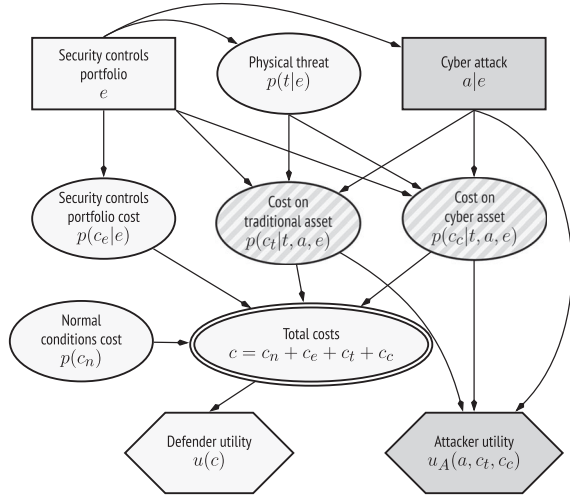 Security controls
portfolio
e
Physical threat
p(t|e)
Cyber attack
a|e
Security controls
portfolio cost
p(c_e|e)
Cost on
traditional asset
p(c_t|t, a, e)
Cost on
cyber asset
p(c_c|t, a, e)
Normal
conditions cost
p(c_n)
Total costs
c = c_n + c_e + c_t + c_c
Defender utility
u(c)
Attacker utility
u_A(a, c_t, c_c)